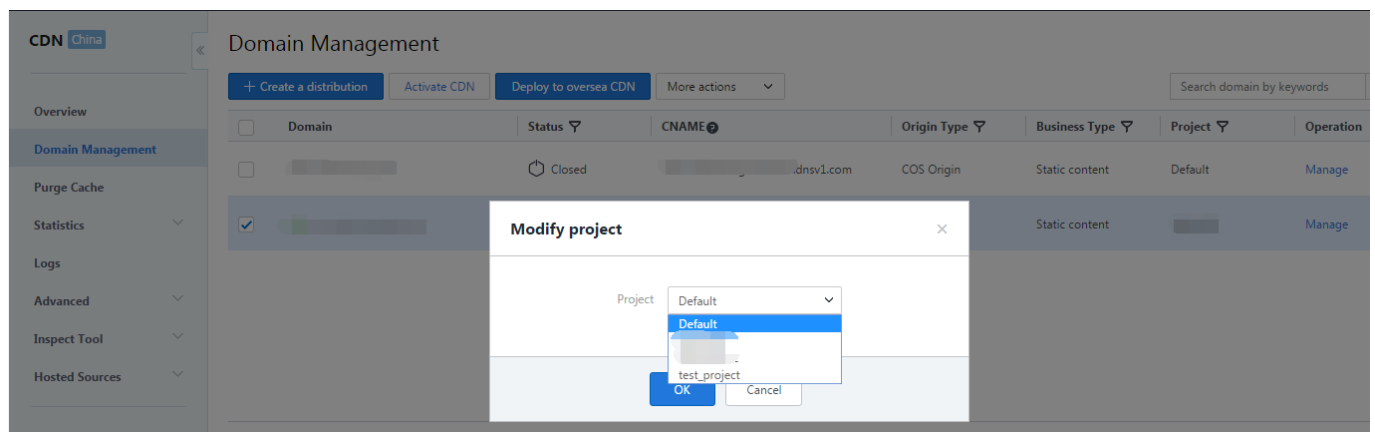 CDN China
Domain Management
+ Create a distribution Activate CDN Deploy to oversea CDN More actions Search domain by keywords
Overview
Domain Management
Purge Cache
Statistics
Logs
Advanced
Inspect Tool
Hosted Sources
Domain Status CNAME Origin Type Business Type Project Operation
Closed .dnsv1.com COS Origin Static content Default Manage
Static content Manage
Modify project
Project Default
Default
test_project
OK Cancel